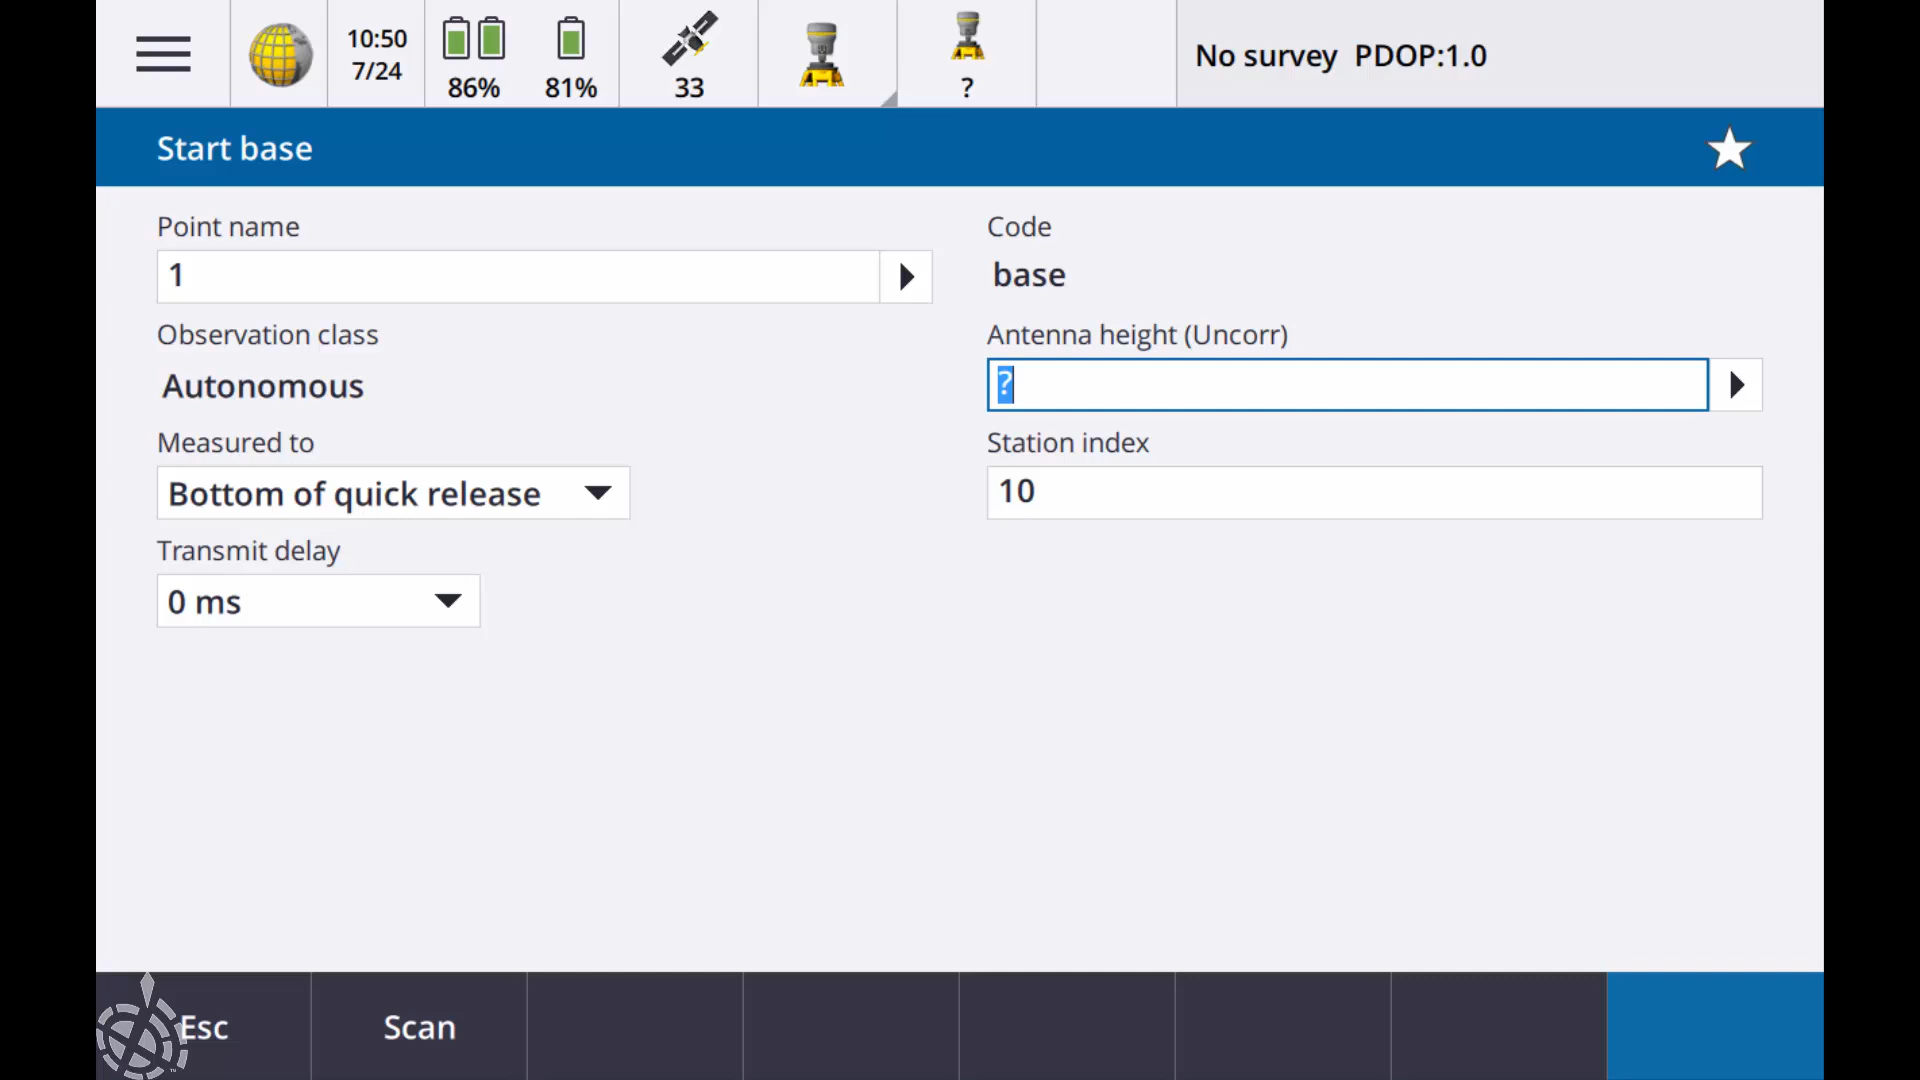 10:50
7/24
86%
81%
33
?
No survey PDOP:1.0
Start base
Point name
1
Code
base
Observation class
Autonomous
Antenna height (Uncorr)
?
Measured to
Bottom of quick release
Station index
10
Transmit delay
0 ms
Esc
Scan